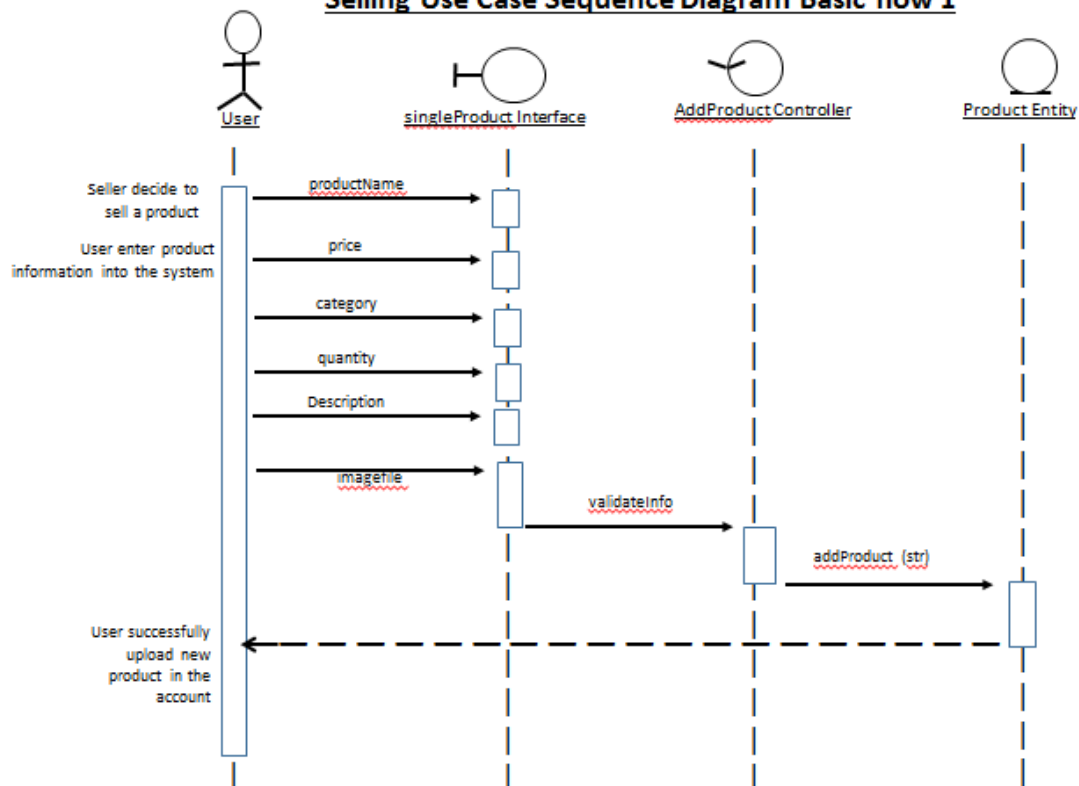 Selling Use Case Sequence Diagram Basic flow 1
User
singleProduct Interface
AddProduct Controller
Product Entity
Seller decide to
sell a product
productName
User enter product
information into the system
price
category
quantity
Description
imagefile
validateInfo
addProduct (str)
User successfully
upload new
product in the
account